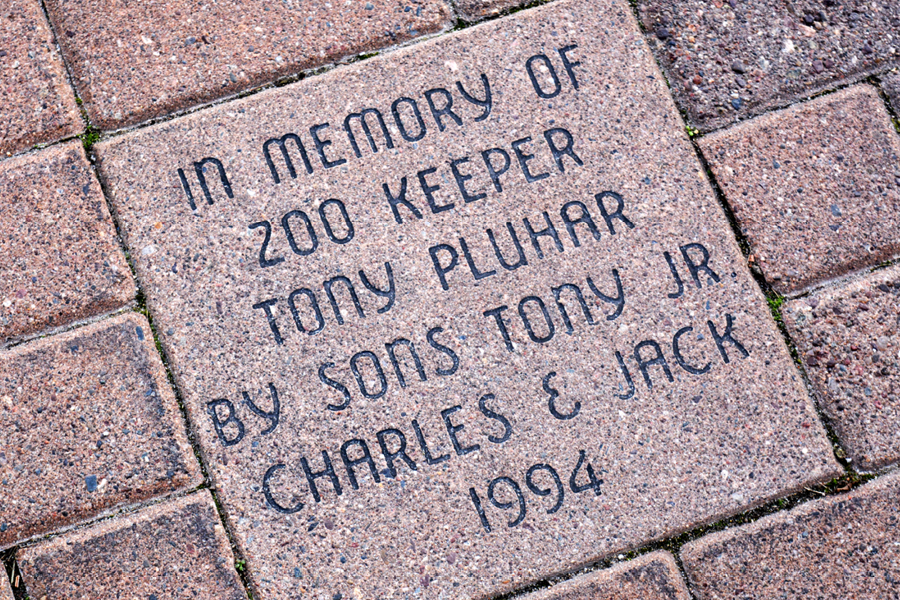 IN MEMORY OF
ZOO KEEPER
TONY PLUHAR
BY SONS TONY JR.
CHARLES & JACK
1994